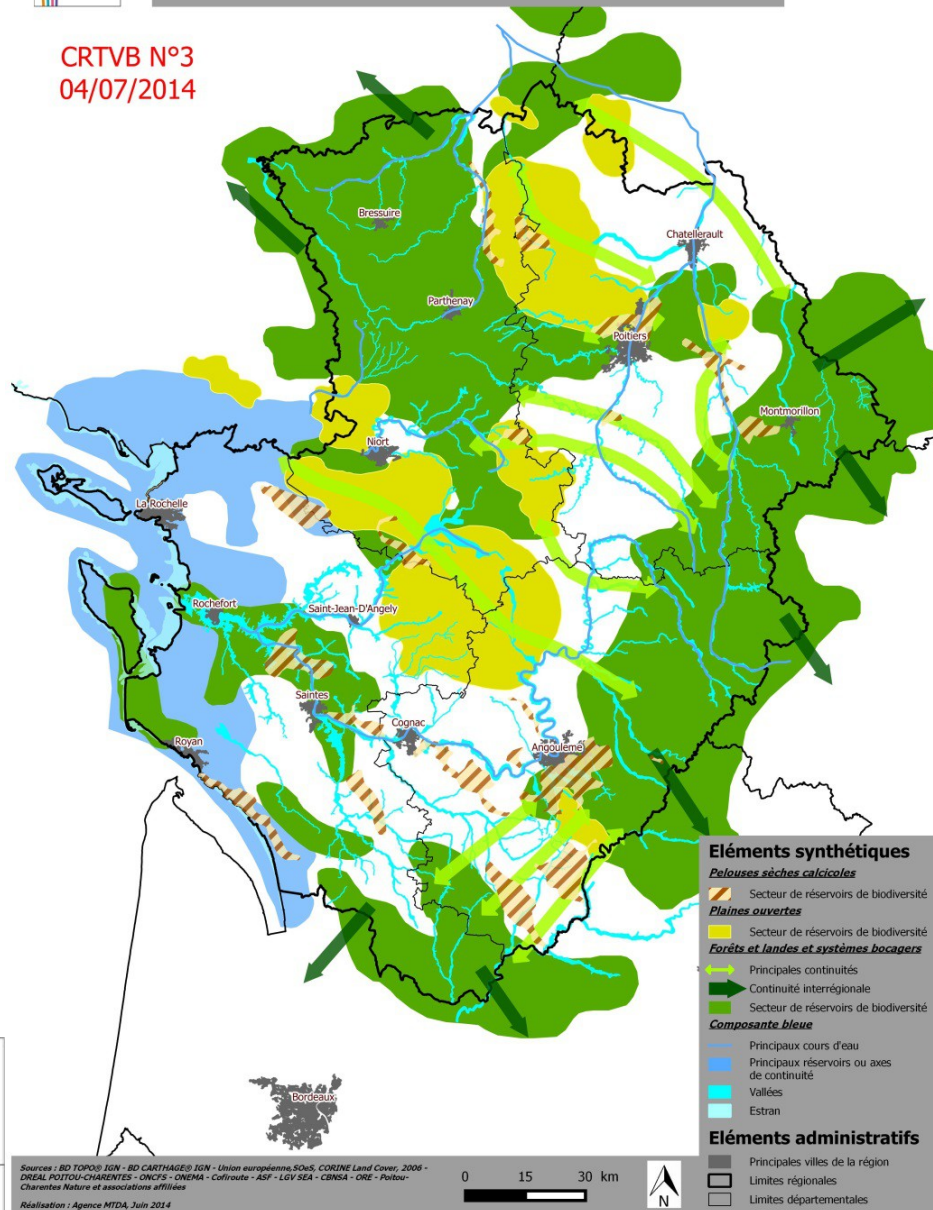 CRTVB N°3
04/07/2014
Bressuire
Chatellerault
Parthenay
Poitiers
Montmorillon
Niort
La Rochelle
Rochefort
Saint-Jean-D'Angely
Saintes
Cognac
Royan
Angoulême
Bordeaux
Eléments synthétiques
Pelouses sèches calcicoles
Secteur de réservoirs de biodiversité
Plaines ouvertes
Secteur de réservoirs de biodiversité
Forêts et landes et systèmes bocagers
Principales continuités
Continuité interrégionale
Secteur de réservoirs de biodiversité
Composante bleue
Principaux cours d'eau
Principaux réservoirs ou axes
de continuité
Vallées
Estran
Eléments administratifs
Principales villes de la région
Limites régionales
Limites départementales
Sources : BD TOPO® IGN - BD CARTHAGE® IGN - Union européenne,SOeS, CORINE Land Cover, 2006 -
DREAL POITOU-CHARENTES - ONCFS - ONEMA - Cofiroute - ASF - LGV SEA - CBNSA - ORE - Poitou-
Charentes Nature et associations affiliées
Réalisation : Agence MTDA, Juin 2014
0 15 30 km
N